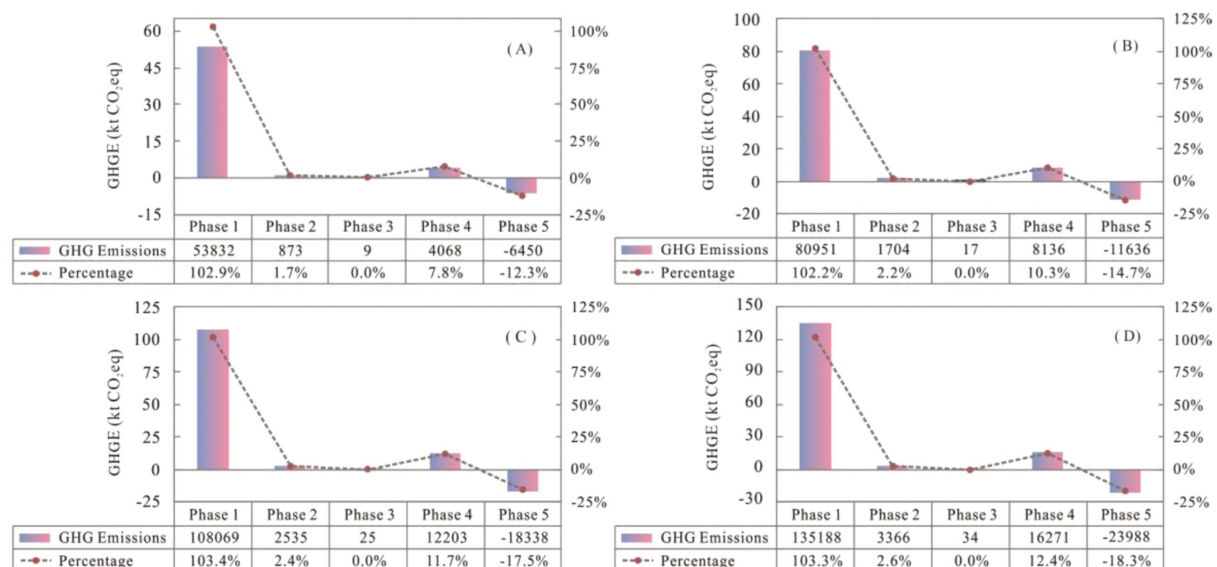 (A)
GHGE (kt CO₂eq)
60
45
30
15
0
-15
100%
75%
50%
25%
0%
-25%
Phase 1 Phase 2 Phase 3 Phase 4 Phase 5
GHG Emissions 53832 873 9 4068 -6450
Percentage 102.9% 1.7% 0.0% 7.8% -12.3%
(B)
GHGE (kt CO₂eq)
100
80
60
40
20
0
-20
125%
100%
75%
50%
25%
0%
-25%
Phase 1 Phase 2 Phase 3 Phase 4 Phase 5
GHG Emissions 80951 1704 17 8136 -11636
Percentage 102.2% 2.2% 0.0% 10.3% -14.7%
(C)
GHGE (kt CO₂eq)
125
100
75
50
25
0
-25
125%
100%
75%
50%
25%
0%
-25%
Phase 1 Phase 2 Phase 3 Phase 4 Phase 5
GHG Emissions 108069 2535 25 12203 -18338
Percentage 103.4% 2.4% 0.0% 11.7% -17.5%
(D)
GHGE (kt CO₂eq)
150
120
90
60
30
0
-30
125%
100%
75%
50%
25%
0%
-25%
Phase 1 Phase 2 Phase 3 Phase 4 Phase 5
GHG Emissions 135188 3366 34 16271 -23988
Percentage 103.3% 2.6% 0.0% 12.4% -18.3%